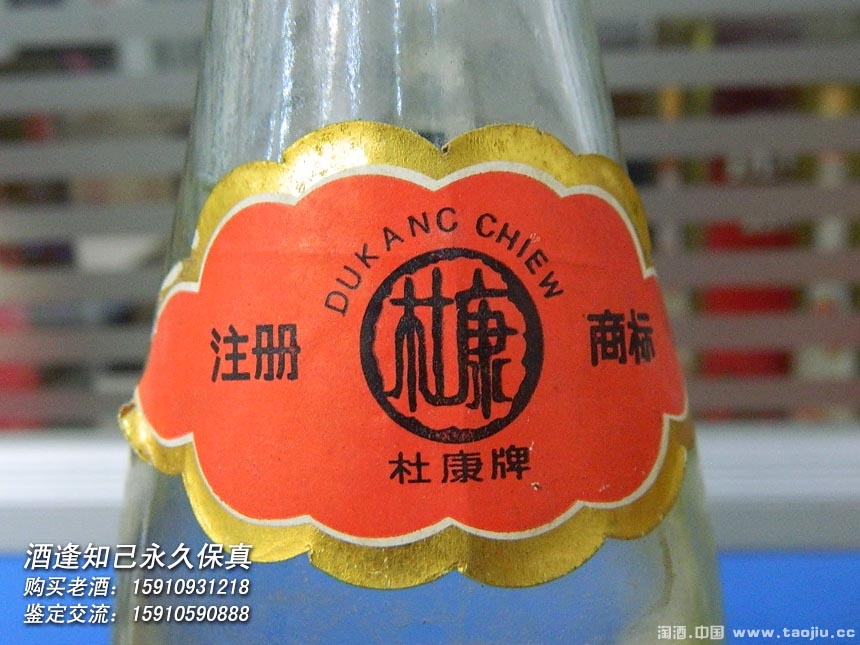 DUKANG CHIEW
杜康
注册 商标
杜康牌
酒逢知己永久保真
购买老酒：15910931218
鉴定交流：15910590888
淘酒.中国 www.taojiu.cc